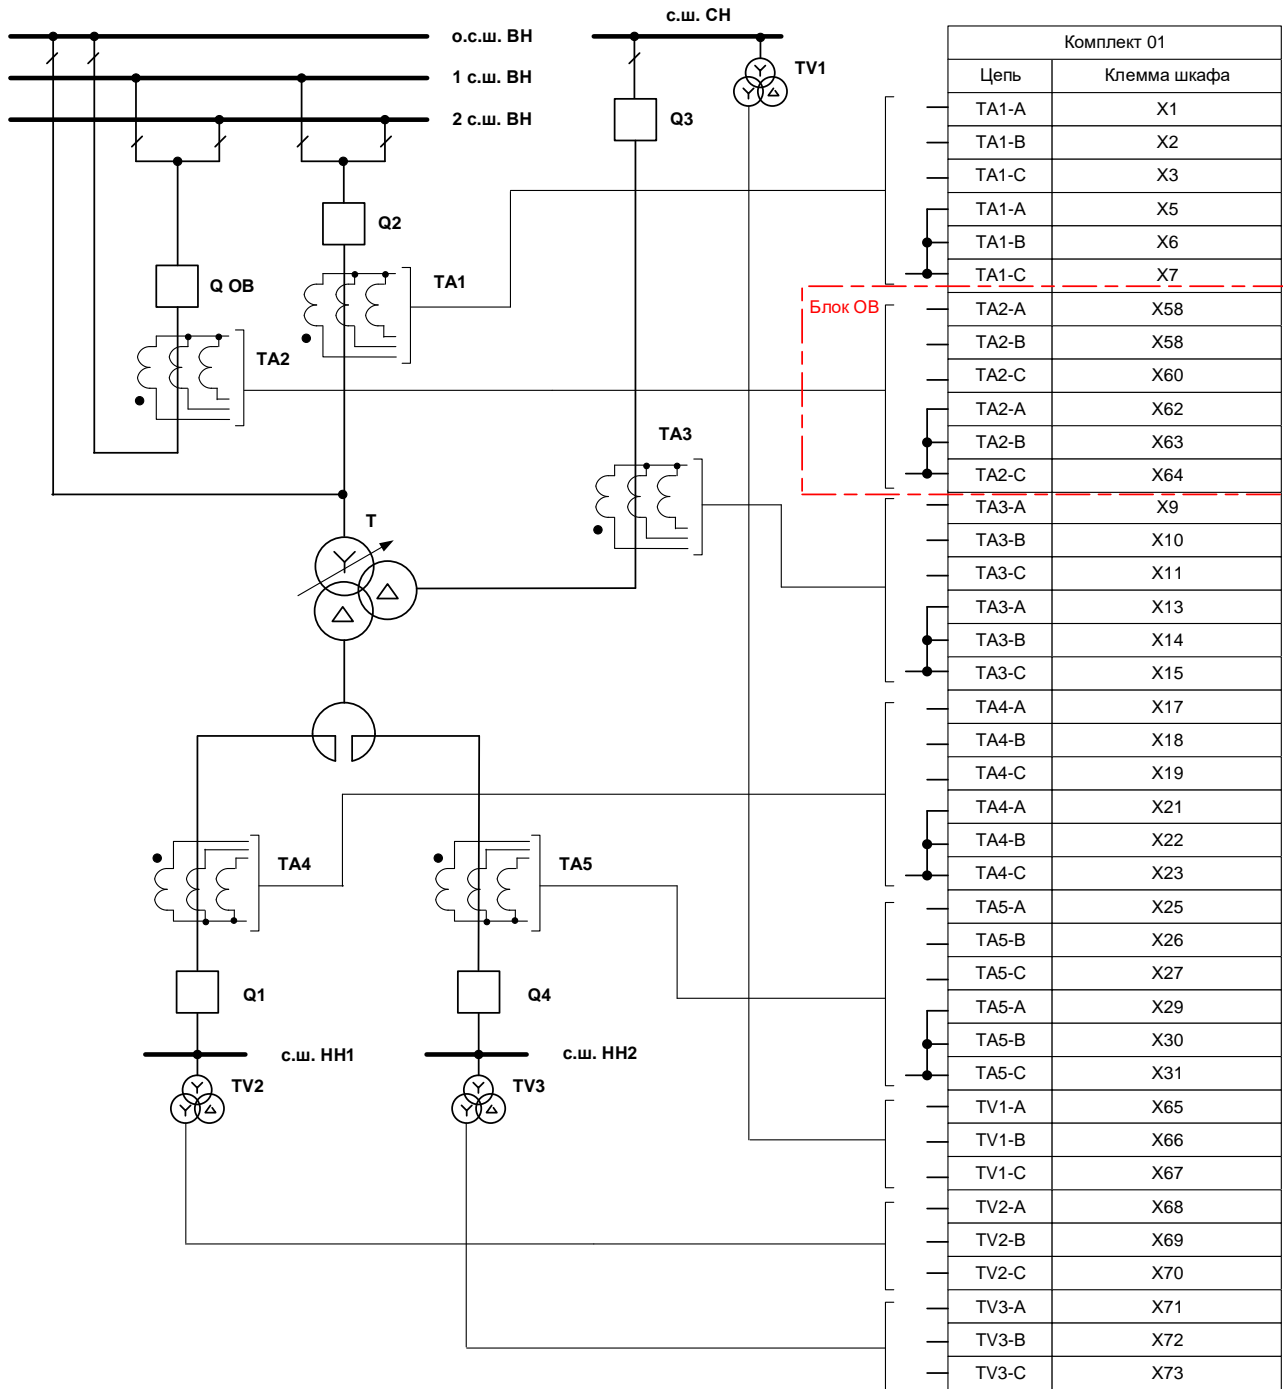 о.с.ш. ВН
1 с.ш. ВН
2 с.ш. ВН
с.ш. СН
TV1
Q3
Q2
Q ОВ
TA1
TA2
TA3
T
TA4
TA5
Q1
Q4
с.ш. НН1
с.ш. НН2
TV2
TV3
Блок ОВ
Комплект 01
Цепь Клемма шкафа
TA1-A X1
TA1-B X2
TA1-C X3
TA1-A X5
TA1-B X6
TA1-C X7
TA2-A X58
TA2-B X58
TA2-C X60
TA2-A X62
TA2-B X63
TA2-C X64
TA3-A X9
TA3-B X10
TA3-C X11
TA3-A X13
TA3-B X14
TA3-C X15
TA4-A X17
TA4-B X18
TA4-C X19
TA4-A X21
TA4-B X22
TA4-C X23
TA5-A X25
TA5-B X26
TA5-C X27
TA5-A X29
TA5-B X30
TA5-C X31
TV1-A X65
TV1-B X66
TV1-C X67
TV2-A X68
TV2-B X69
TV2-C X70
TV3-A X71
TV3-B X72
TV3-C X73